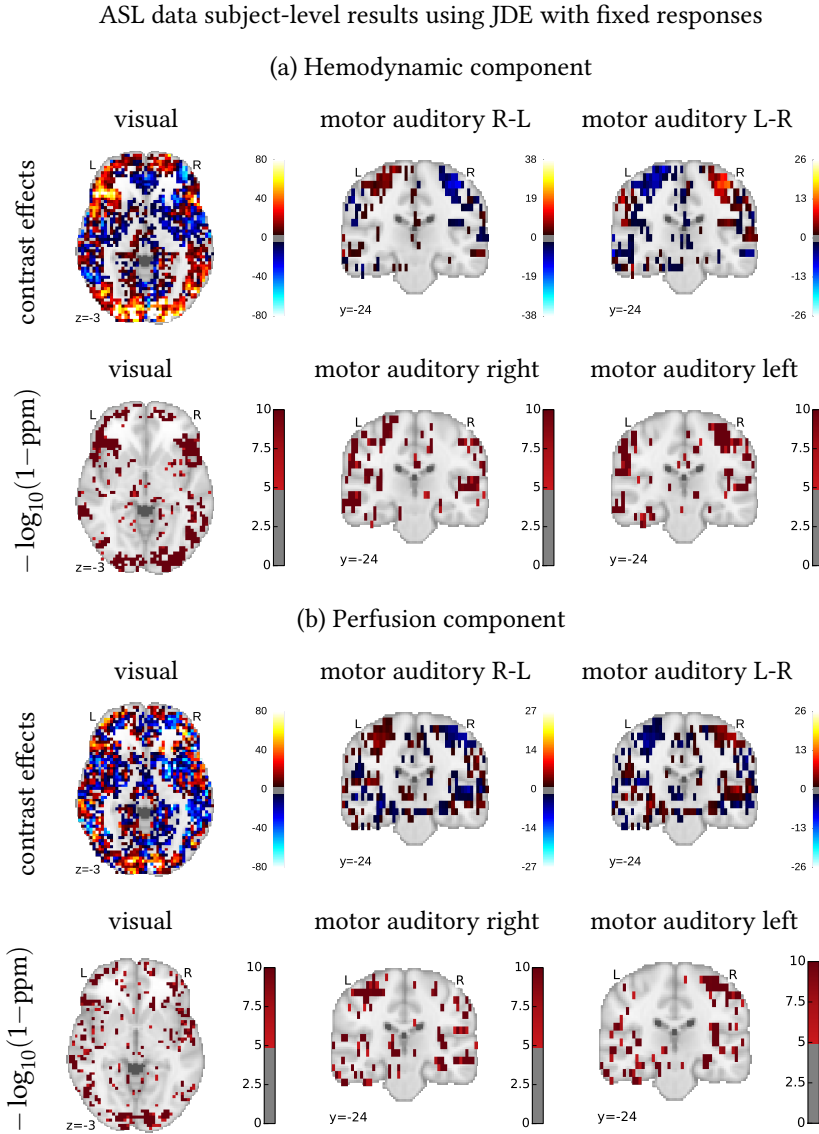 ASL data subject-level results using JDE with fixed responses
(a) Hemodynamic component
visual motor auditory R-L motor auditory L-R
contrast effects
L R 80 40 0 -40 -80 z=-3
L R 38 19 0 -19 -38 y=-24
L R 26 13 0 -13 -26 y=-24
visual motor auditory right motor auditory left
− log10(1−ppm)
L R 10 7.5 5 2.5 0 z=-3
L R 10 7.5 5 2.5 0 y=-24
L R 10 7.5 5 2.5 0 y=-24
(b) Perfusion component
visual motor auditory R-L motor auditory L-R
contrast effects
L R 80 40 0 -40 -80 z=-3
L R 27 14 0 -14 -27 y=-24
L R 26 13 0 -13 -26 y=-24
visual motor auditory right motor auditory left
− log10(1−ppm)
L R 10 7.5 5 2.5 0 z=-3
L R 10 7.5 5 2.5 0 y=-24
L R 10 7.5 5 2.5 0 y=-24